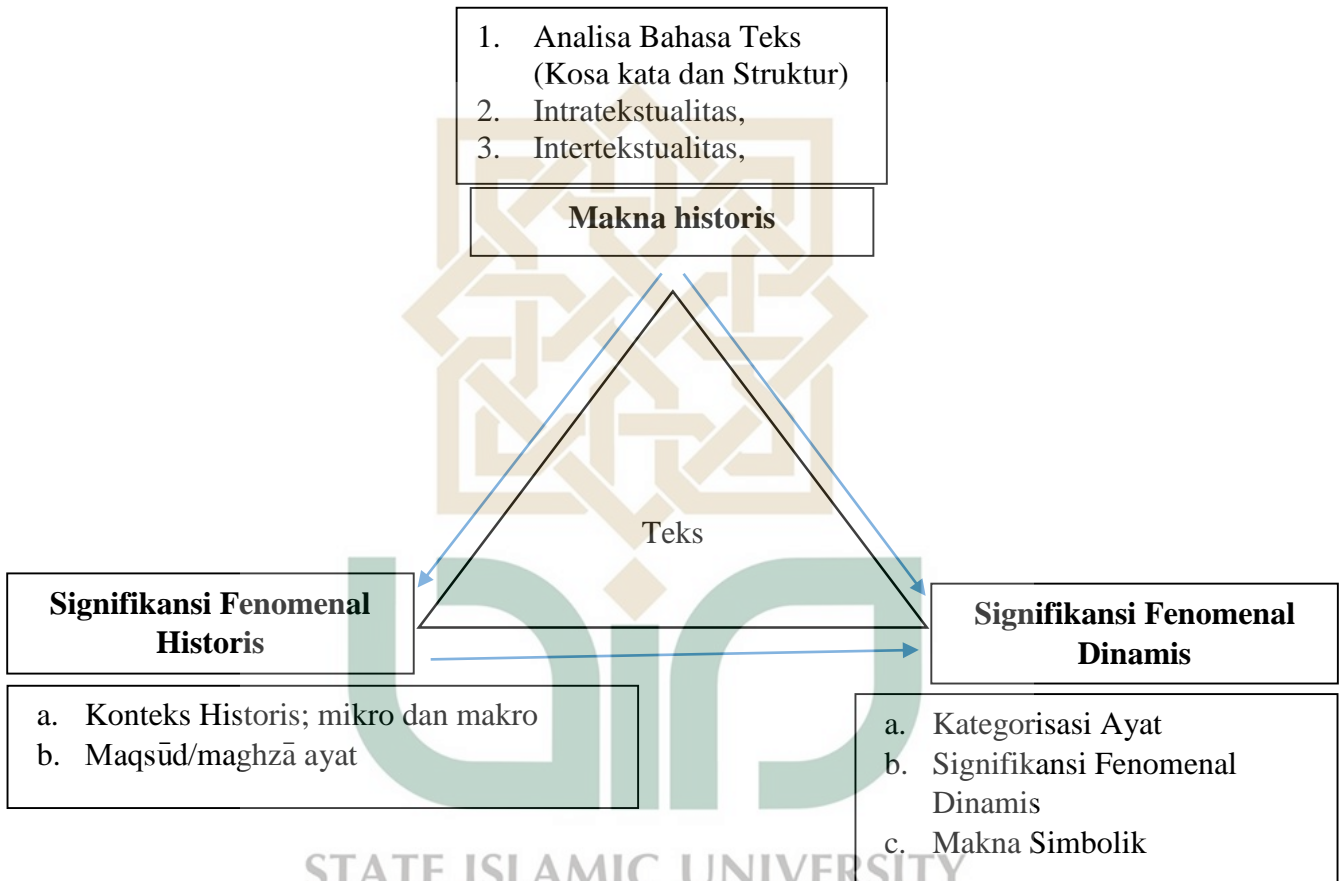 1. Analisa Bahasa Teks
(Kosa kata dan Struktur)
2. Intratekstualitas,
3. Intertekstualitas,
Makna historis
Teks
Signifikansi Fenomenal
Historis
Signifikansi Fenomenal
Dinamis
a. Konteks Historis; mikro dan makro
b. Maqsūd/maghzā ayat
a. Kategorisasi Ayat
b. Signifikansi Fenomenal
Dinamis
c. Makna Simbolik
STATE ISLAMIC UNIVERSITY